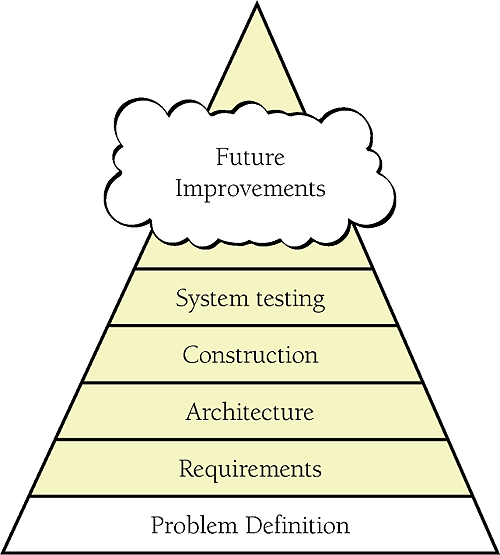 Future
Improvements
System testing
Construction
Architecture
Requirements
Problem Definition